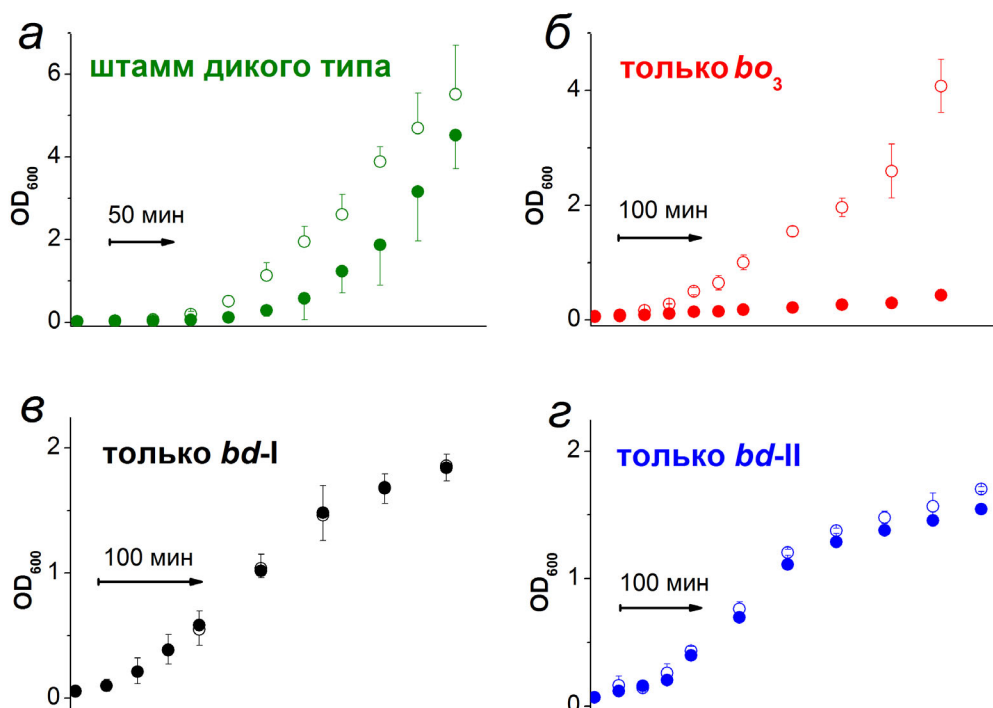 а
штамм дикого типа
6
4
2
0
OD600
50 мин
б
только bo3
4
2
0
OD600
100 мин
в
только bd-I
2
1
0
OD600
100 мин
г
только bd-II
2
1
0
OD600
100 мин